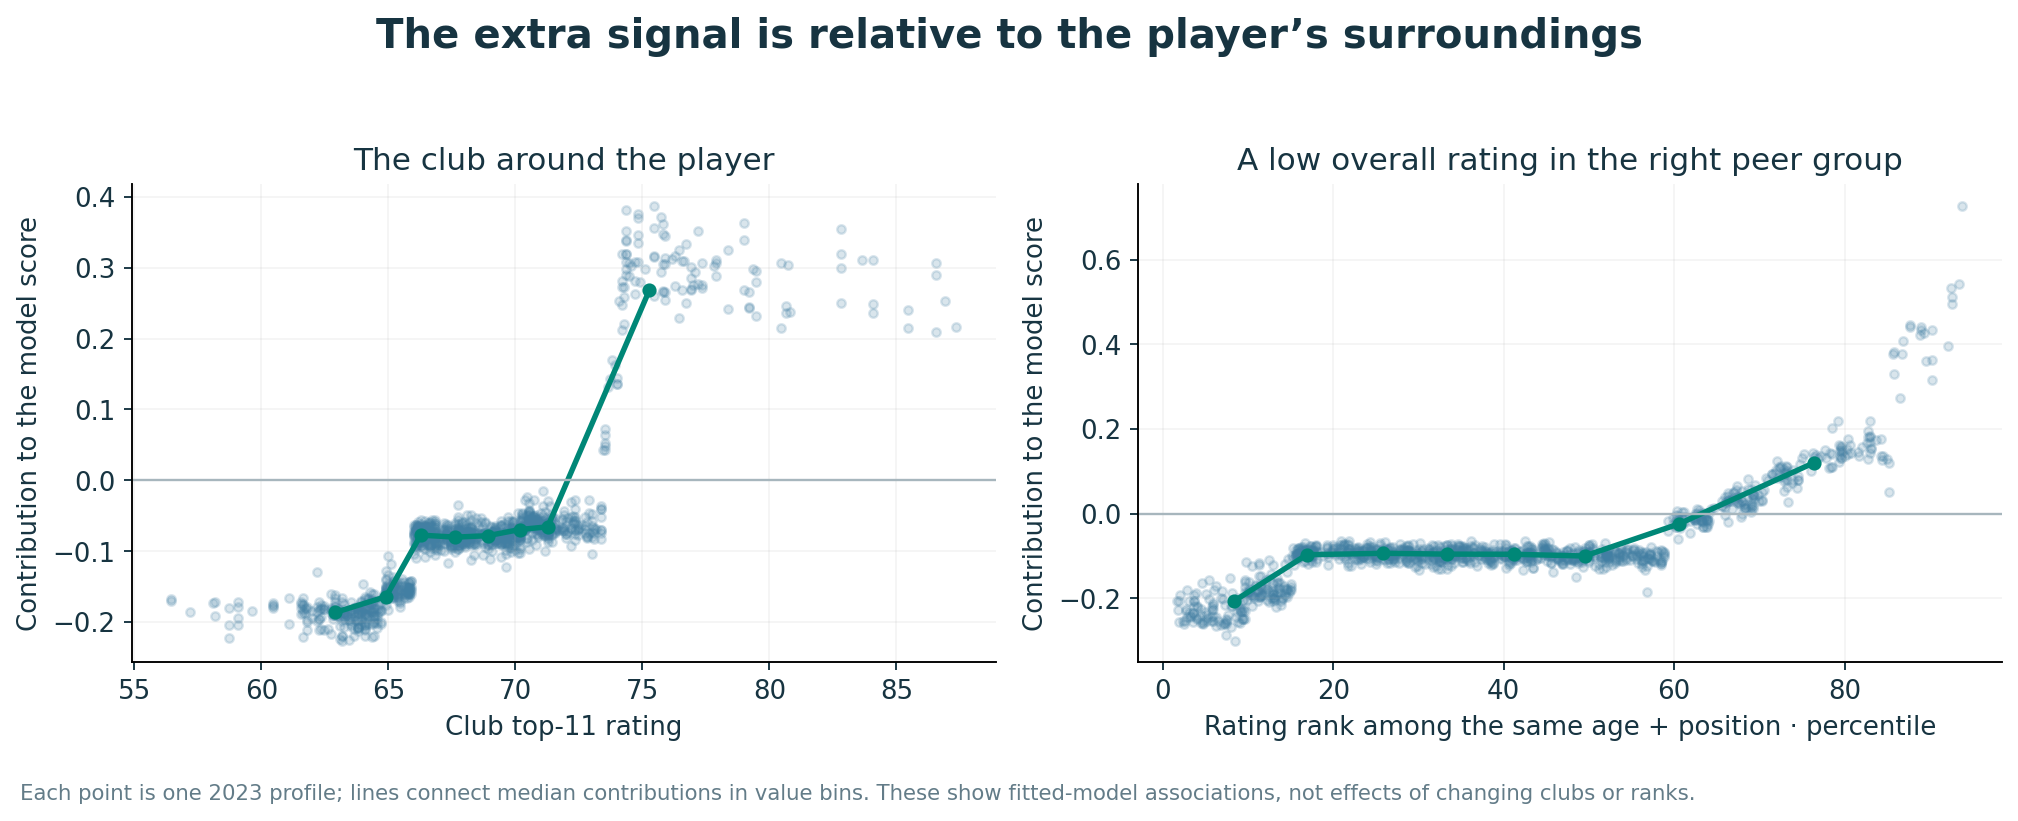 The extra signal is relative to the player’s surroundings
The club around the player
Contribution to the model score
0.4
0.3
0.2
0.1
0.0
−0.1
−0.2
55 60 65 70 75 80 85
Club top-11 rating
A low overall rating in the right peer group
Contribution to the model score
0.6
0.4
0.2
0.0
−0.2
0 20 40 60 80
Rating rank among the same age + position · percentile
Each point is one 2023 profile; lines connect median contributions in value bins. These show fitted-model associations, not effects of changing clubs or ranks.